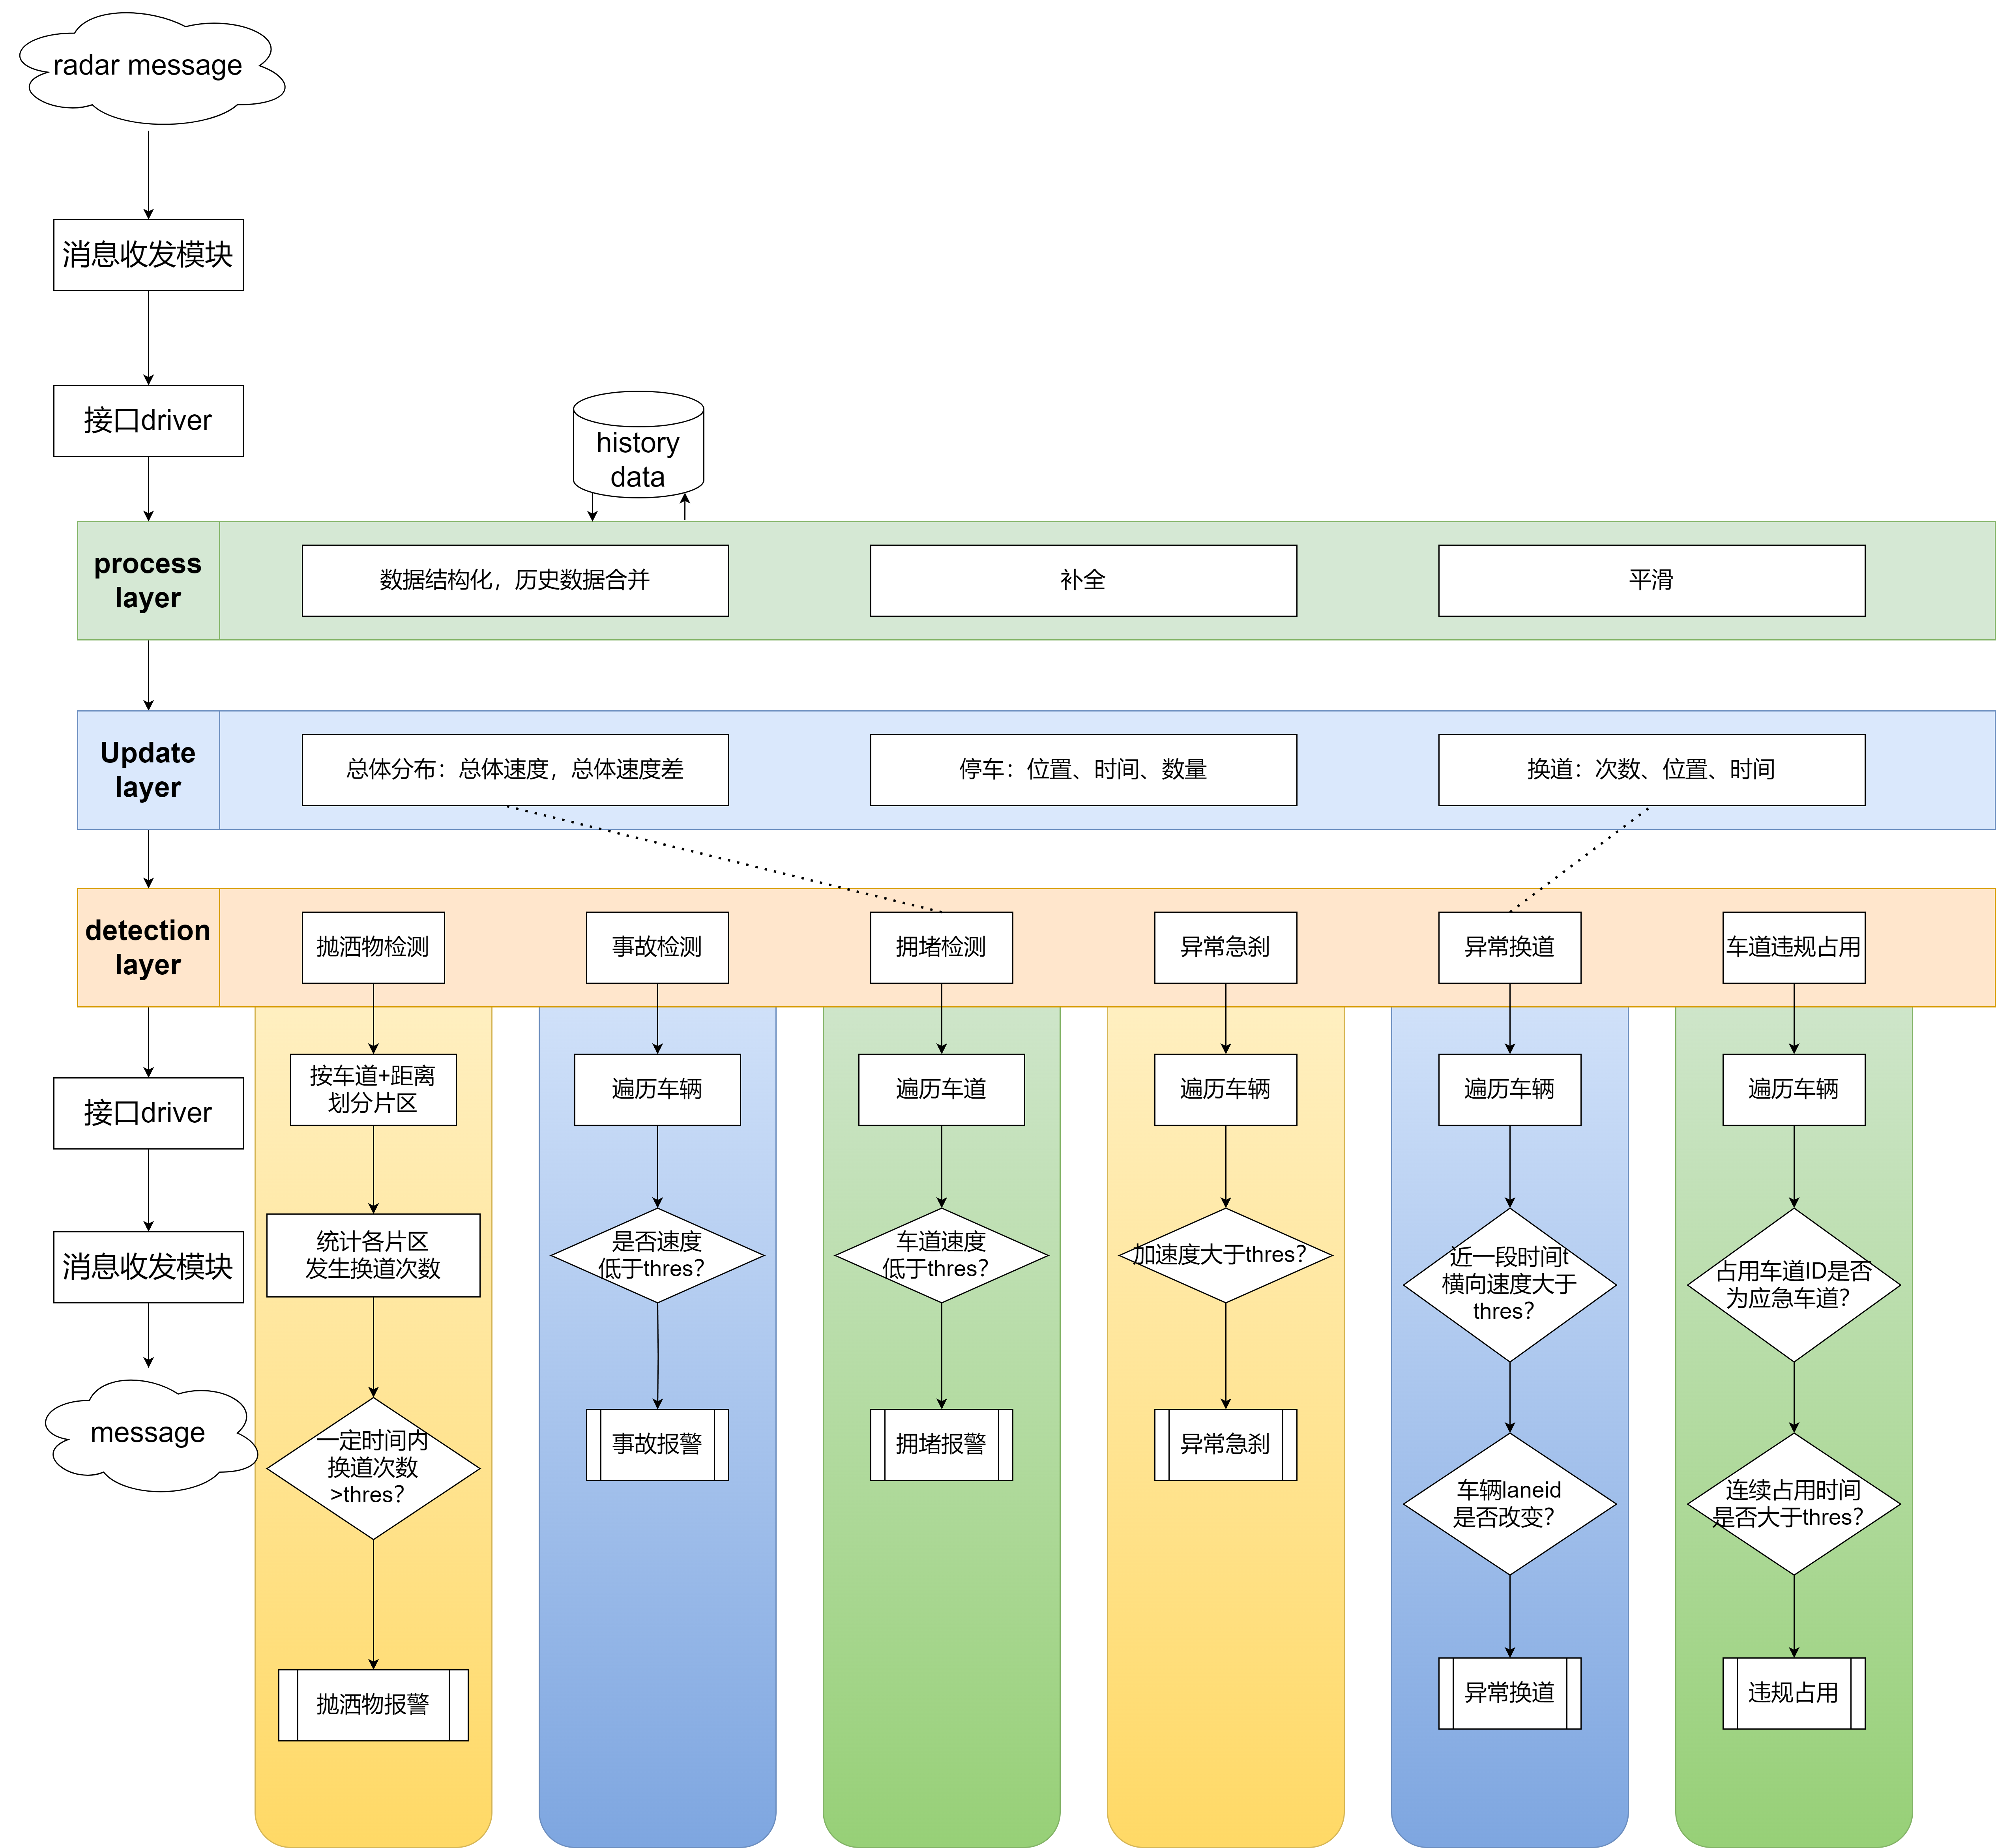 radar message
消息收发模块
接口driver
history
data
process
layer
数据结构化，历史数据合并
补全
平滑
Update
layer
总体分布：总体速度，总体速度差
停车：位置、时间、数量
换道：次数、位置、时间
detection
layer
抛洒物检测
事故检测
拥堵检测
异常急刹
异常换道
车道违规占用
接口driver
消息收发模块
message
按车道+距离
划分片区
统计各片区
发生换道次数
一定时间内
换道次数
>thres？
抛洒物报警
遍历车辆
是否速度
低于thres？
事故报警
遍历车道
车道速度
低于thres？
拥堵报警
遍历车辆
加速度大于thres？
异常急刹
遍历车辆
近一段时间t
横向速度大于
thres？
车辆laneid
是否改变？
异常换道
遍历车辆
占用车道ID是否
为应急车道？
连续占用时间
是否大于thres？
违规占用